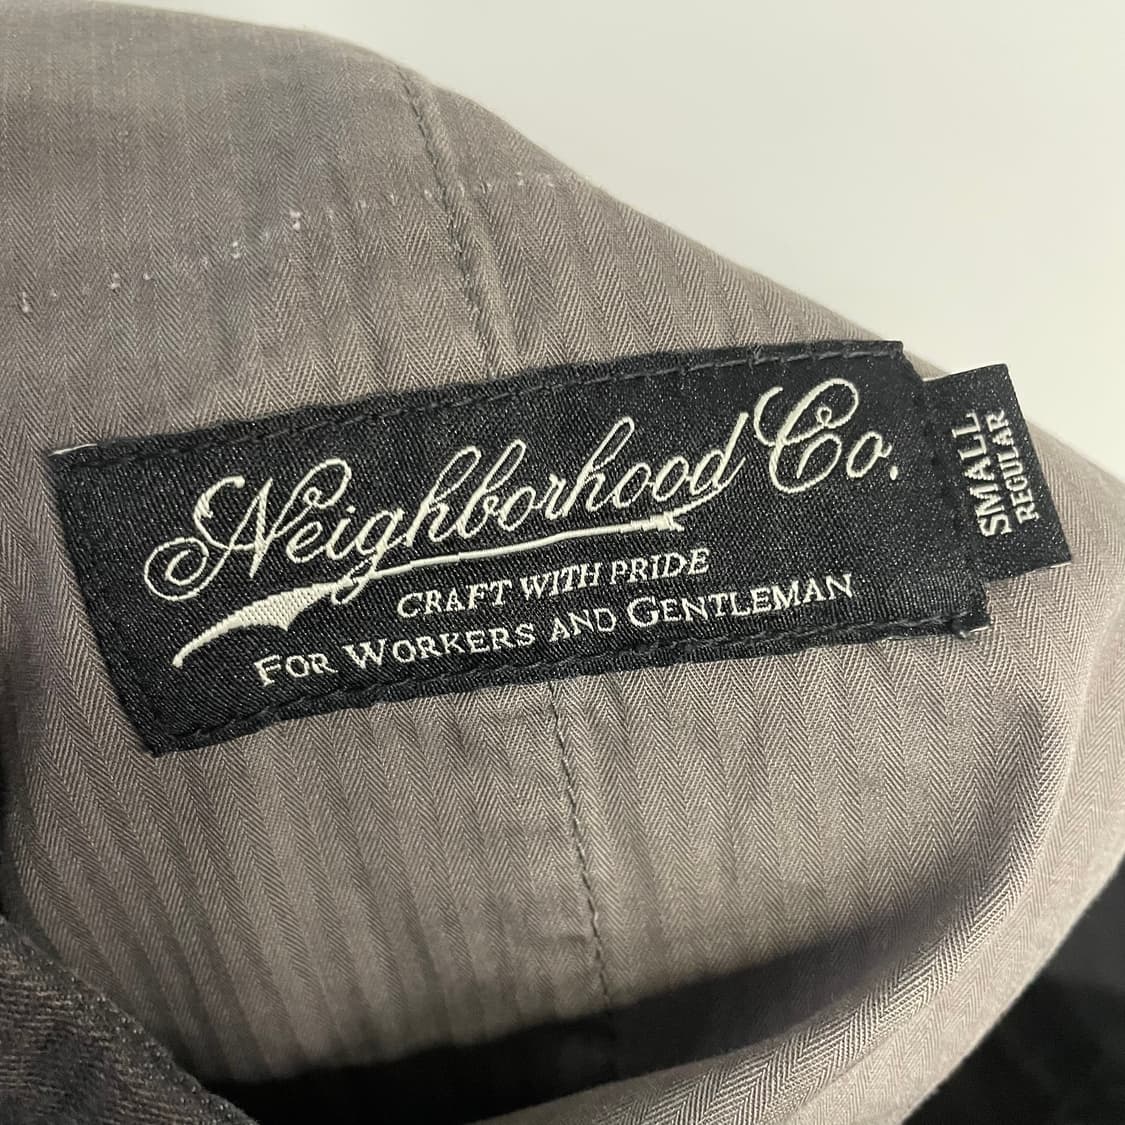 Neighborhood Co.
CRAFT WITH PRIDE
FOR WORKERS AND GENTLEMAN
SMALL
REGULAR